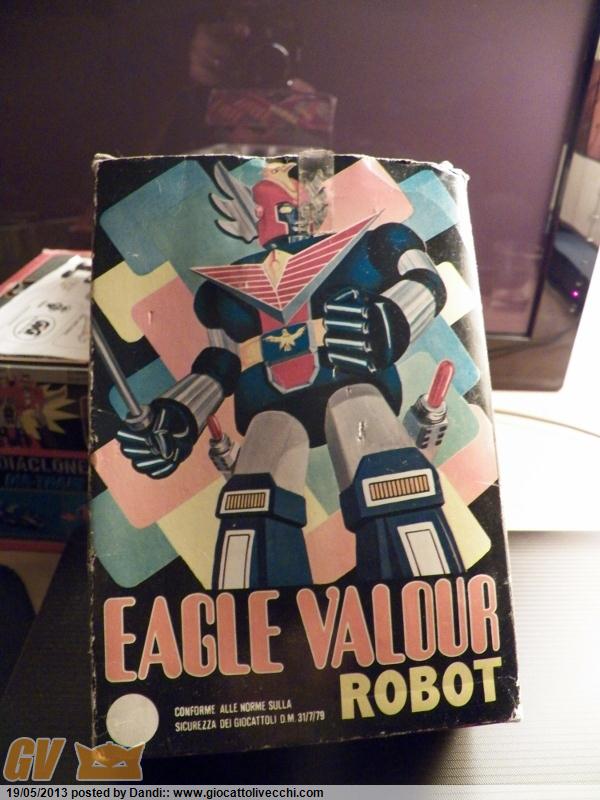 DIACLONE
EAGLE VALOUR
ROBOT
CONFORME ALLE NORME SULLA
SICUREZZA DEI GIOCATTOLI D.M. 31/7/79
GV
19/05/2013 posted by Dandi:: www.giocattolivecchi.com